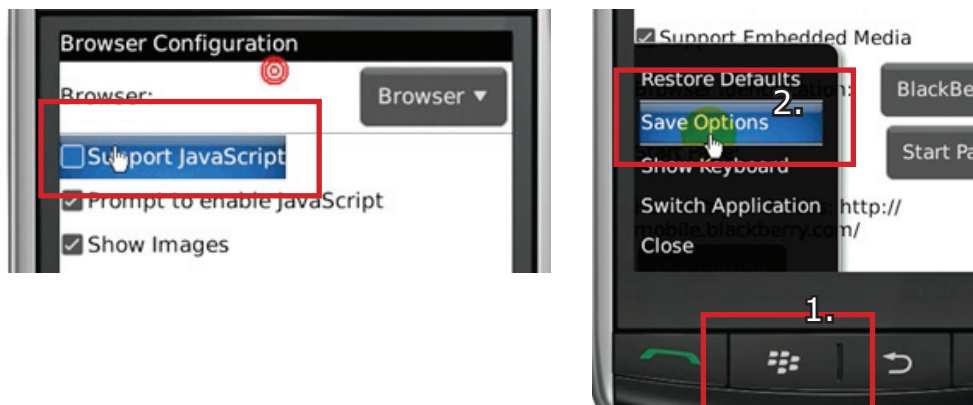 Browser Configuration
Browser:
Browser ▼
Support JavaScript
Prompt to enable JavaScript
Show Images
Support Embedded Media
Restore Defaults
2.
BlackBe
Save Options
Start Pa
Show Keyboard
Switch Application
http://
mobile.blackberry.com/
Close
1.